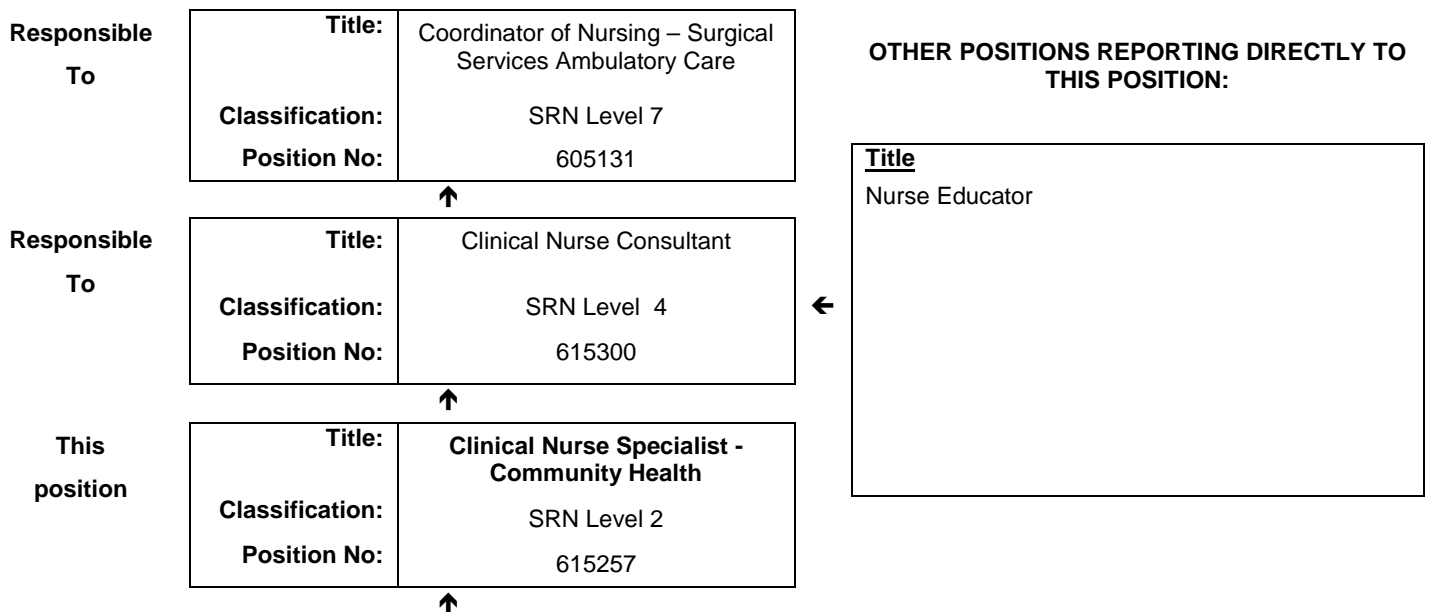 Responsible
To
Title:
Coordinator of Nursing – Surgical
Services Ambulatory Care
Classification:
SRN Level 7
Position No:
605131
OTHER POSITIONS REPORTING DIRECTLY TO
THIS POSITION:
Title
Nurse Educator
Responsible
To
Title:
Clinical Nurse Consultant
Classification:
SRN Level 4
Position No:
615300
This
position
Title:
Clinical Nurse Specialist -
Community Health
Classification:
SRN Level 2
Position No:
615257